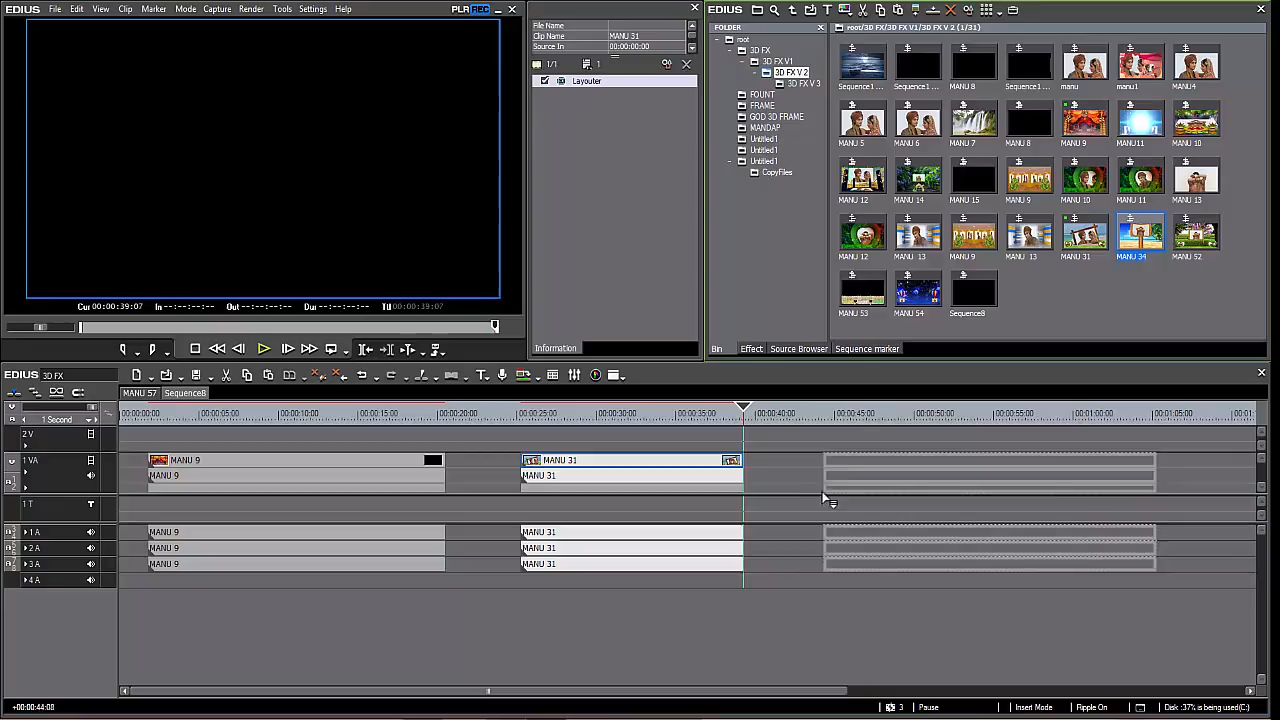 EDIUS File Edit View Clip Marker Mode Capture Render Tools Settings Help PLR REC
Cur 00:00:39:07 In --:--:--:-- Out --:--:--:-- Dur --:--:--:-- Ttl 00:00:39:07
File Name
Clip Name MANU 31
Source In 00:00:00:00
1/1 1
Layouter
Information
EDIUS
FOLDER
root
3D FX
3D FX V1
3D FX V 2
3D FX V 3
FOUNT
FRAME
GOD 3D FRAME
MANDAP
Untitled1
Untitled1
Untitled1
CopyFiles
root/3D FX/3D FX V1/3D FX V 2 (1/31)
Sequence1 ... Sequence1 ... MANU 8 Sequence1 ... manu manu1 MANU4
MANU 5 MANU 6 MANU 7 MANU 8 MANU 9 MANU11 MANU 10
MANU 12 MANU 14 MANU 15 MANU 9 MANU 10 MANU 11 MANU 13
MANU 12 MANU 13 MANU 9 MANU 13 MANU 31 MANU 34 MANU 52
MANU 53 MANU 54 Sequence8
Bin Effect Source Browser Sequence marker
EDIUS 3D FX
MANU 57 Sequence8
1 Second
00:00:00:00 00:00:05:00 00:00:10:00 00:00:15:00 00:00:20:00 00:00:25:00 00:00:30:00 00:00:35:00 00:00:40:00 00:00:45:00 00:00:50:00 00:00:55:00 00:01:00:00 00:01:05:00 00:01:
2 V
1 VA MANU 9 MANU 31
MANU 9 MANU 31
1 T T
1 A MANU 9 MANU 31
2 A MANU 9 MANU 31
3 A MANU 9 MANU 31
4 A
+00:00:44:08 3 Pause Insert Mode Ripple On Disk :37% is being used(C:)